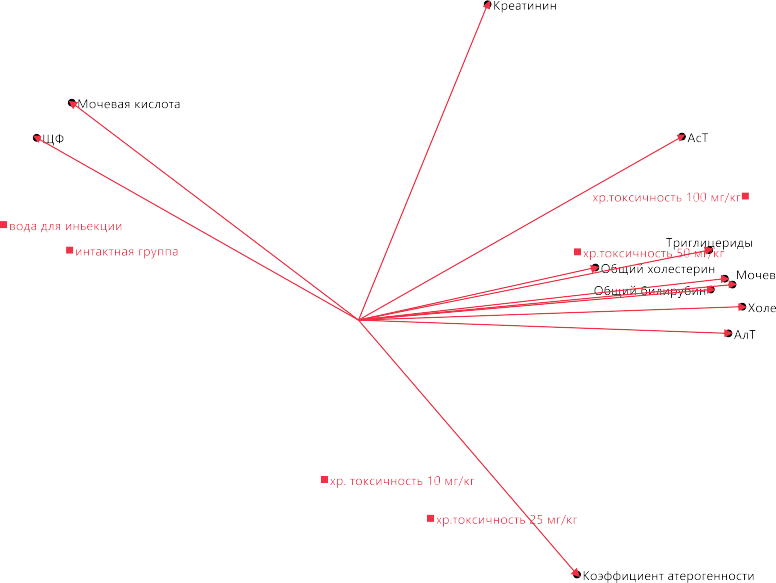 Креатинин
Мочевая кислота
ЩФ
АсТ
хр.токсичность 100 мг/кг
вода для иньекции
интактная группа
Триглицериды
хр.токсичность 50 мг/кг
Общий холестерин
Мочев
Общий билирубин
Холе
АлТ
хр. токсичность 10 мг/кг
хр.токсичность 25 мг/кг
Коэффициент атерогенности